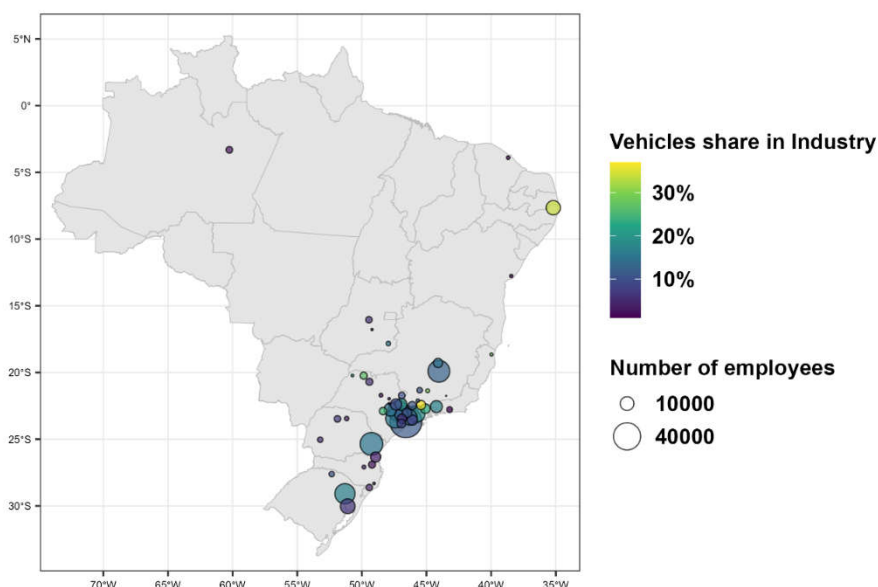 5°N
0°
5°S
10°S
15°S
20°S
25°S
30°S
70°W
65°W
60°W
55°W
50°W
45°W
40°W
35°W
Vehicles share in Industry
30%
20%
10%
Number of employees
10000
40000